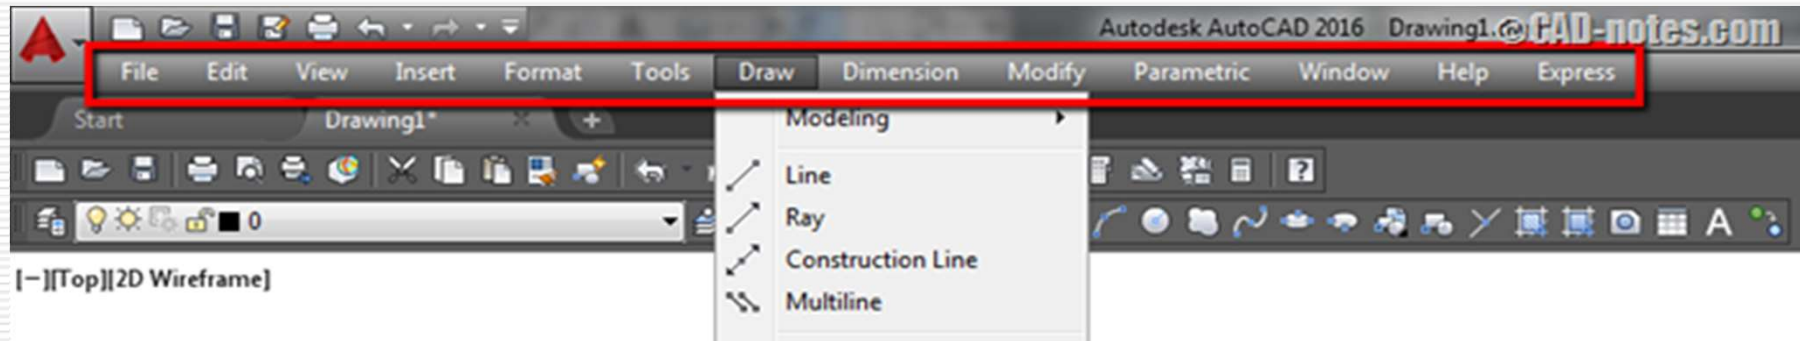 Autodesk AutoCAD 2016 Drawing1.dwg ©CAD-notes.com
File Edit View Insert Format Tools Draw Dimension Modify Parametric Window Help Express
Start Drawing1* +
Modeling
Line
0
Ray
A
Construction Line
[−][Top][2D Wireframe]
Multiline